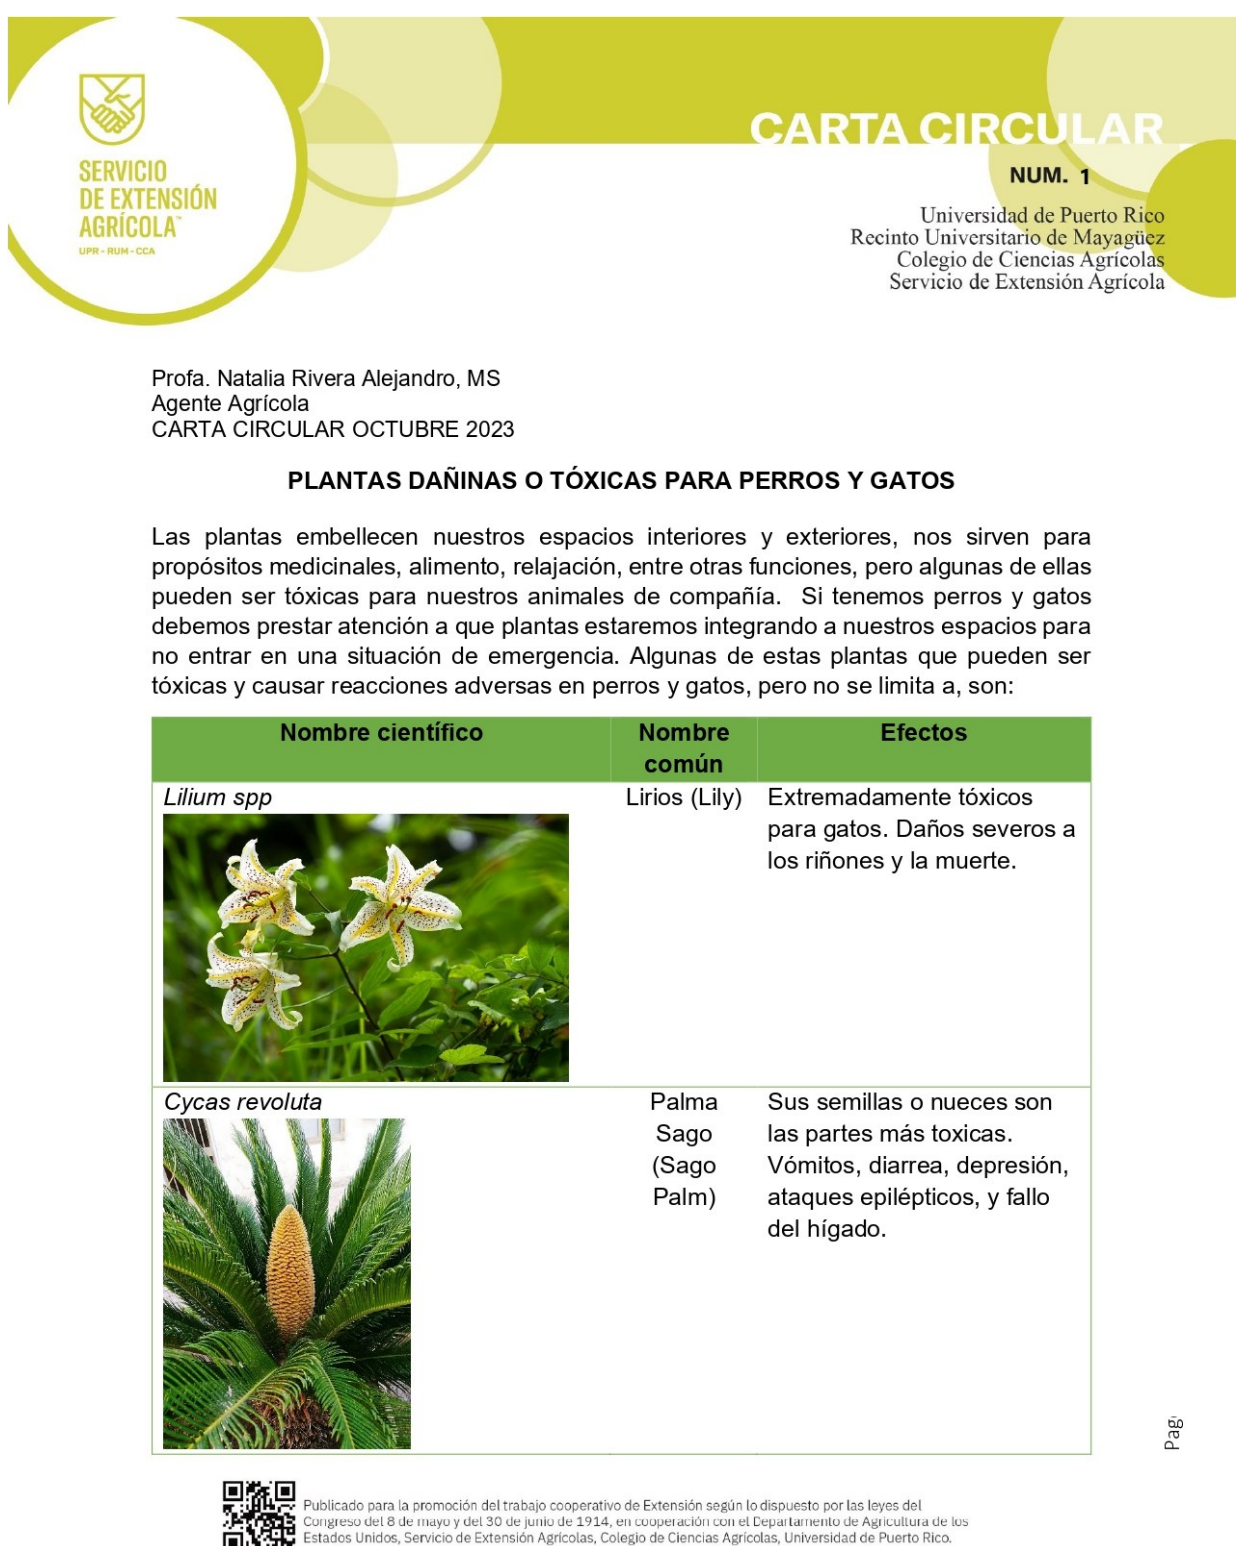 SERVICIO
DE EXTENSIÓN
AGRÍCOLA™
UPR - RUM - CCA
CARTA CIRCULAR
NUM. 1
Universidad de Puerto Rico
Recinto Universitario de Mayagüez
Colegio de Ciencias Agrícolas
Servicio de Extensión Agrícola
Profa. Natalia Rivera Alejandro, MS
Agente Agrícola
CARTA CIRCULAR OCTUBRE 2023
PLANTAS DAÑINAS O TÓXICAS PARA PERROS Y GATOS
Las plantas embellecen nuestros espacios interiores y exteriores, nos sirven para
propósitos medicinales, alimento, relajación, entre otras funciones, pero algunas de ellas
pueden ser tóxicas para nuestros animales de compañía. Si tenemos perros y gatos
debemos prestar atención a que plantas estaremos integrando a nuestros espacios para
no entrar en una situación de emergencia. Algunas de estas plantas que pueden ser
tóxicas y causar reacciones adversas en perros y gatos, pero no se limita a, son:
Nombre científico
Nombre
común
Efectos
Lilium spp
Lirios (Lily)
Extremadamente tóxicos
para gatos. Daños severos a
los riñones y la muerte.
Cycas revoluta
Palma
Sago
(Sago
Palm)
Sus semillas o nueces son
las partes más toxicas.
Vómitos, diarrea, depresión,
ataques epilépticos, y fallo
del hígado.
Pag
Publicado para la promoción del trabajo cooperativo de Extensión según lo dispuesto por las leyes del
Congreso del 8 de mayo y del 30 de junio de 1914, en cooperación con el Departamento de Agricultura de los
Estados Unidos, Servicio de Extensión Agrícolas, Colegio de Ciencias Agrícolas, Universidad de Puerto Rico.